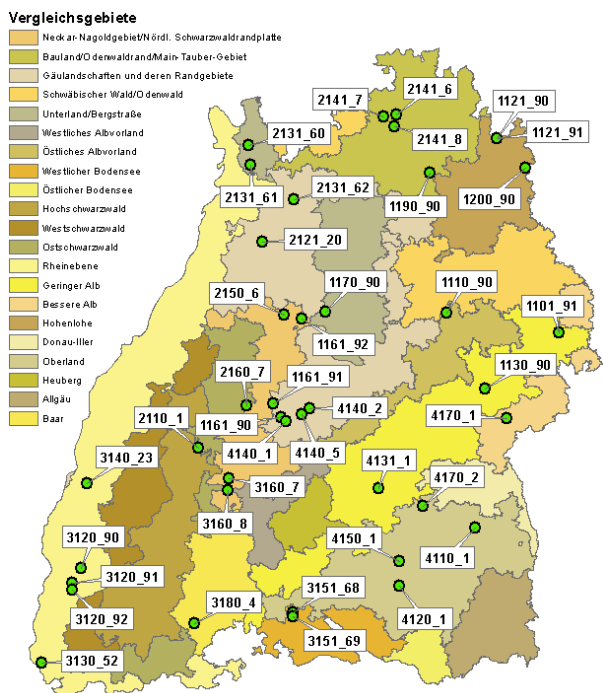 Vergleichsgebiete
Neckar-Nagoldgebiet/Nördl. Schwarzwaldrandplatte
Bauland/Odenwaldrand/Main-Tauber-Gebiet
Gäulandschaften und deren Randgebiete
Schwäbischer Wald/Odenwald
Unterland/Bergstraße
Westliches Albvorland
Östliches Albvorland
Westlicher Bodensee
Östlicher Bodensee
Hochschwarzwald
Westschwarzwald
Ostschwarzwald
Rheinebene
Geringer Alb
Bessere Alb
Hohenlohe
Donau-Iller
Oberland
Heuberg
Allgäu
Baar
2141_7
2141_6
1121_90
2131_60
2141_8
1121_91
2131_61
2131_62
1190_90
1200_90
2121_20
2150_6
1170_90
1110_90
1101_91
1161_92
1130_90
2160_7
1161_91
2110_1
1161_90
4140_2
4170_1
4140_1
4140_5
3140_23
4131_1
4170_2
3160_7
3160_8
3120_90
4150_1
4110_1
3120_91
3151_68
3120_92
3180_4
4120_1
3151_69
3130_52